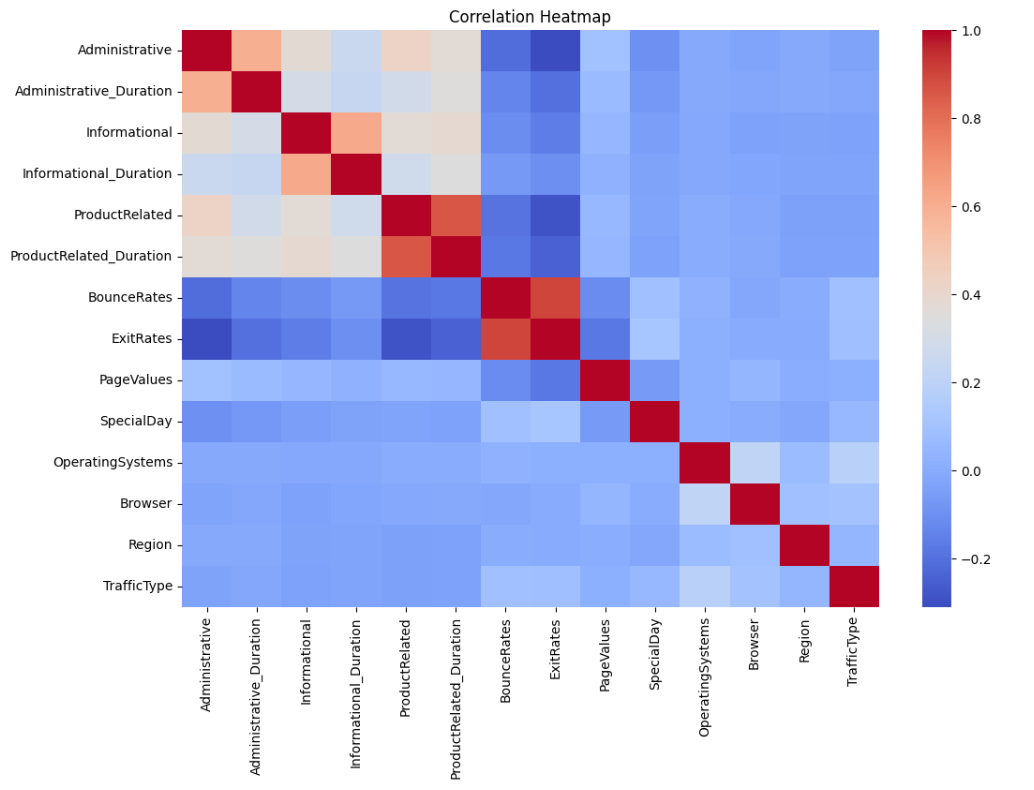 Correlation Heatmap
Administrative
Administrative_Duration
Informational
Informational_Duration
ProductRelated
ProductRelated_Duration
BounceRates
ExitRates
PageValues
SpecialDay
OperatingSystems
Browser
Region
TrafficType
Administrative
Administrative_Duration
Informational
Informational_Duration
ProductRelated
ProductRelated_Duration
BounceRates
ExitRates
PageValues
SpecialDay
OperatingSystems
Browser
Region
TrafficType
1.0
0.8
0.6
0.4
0.2
0.0
−0.2